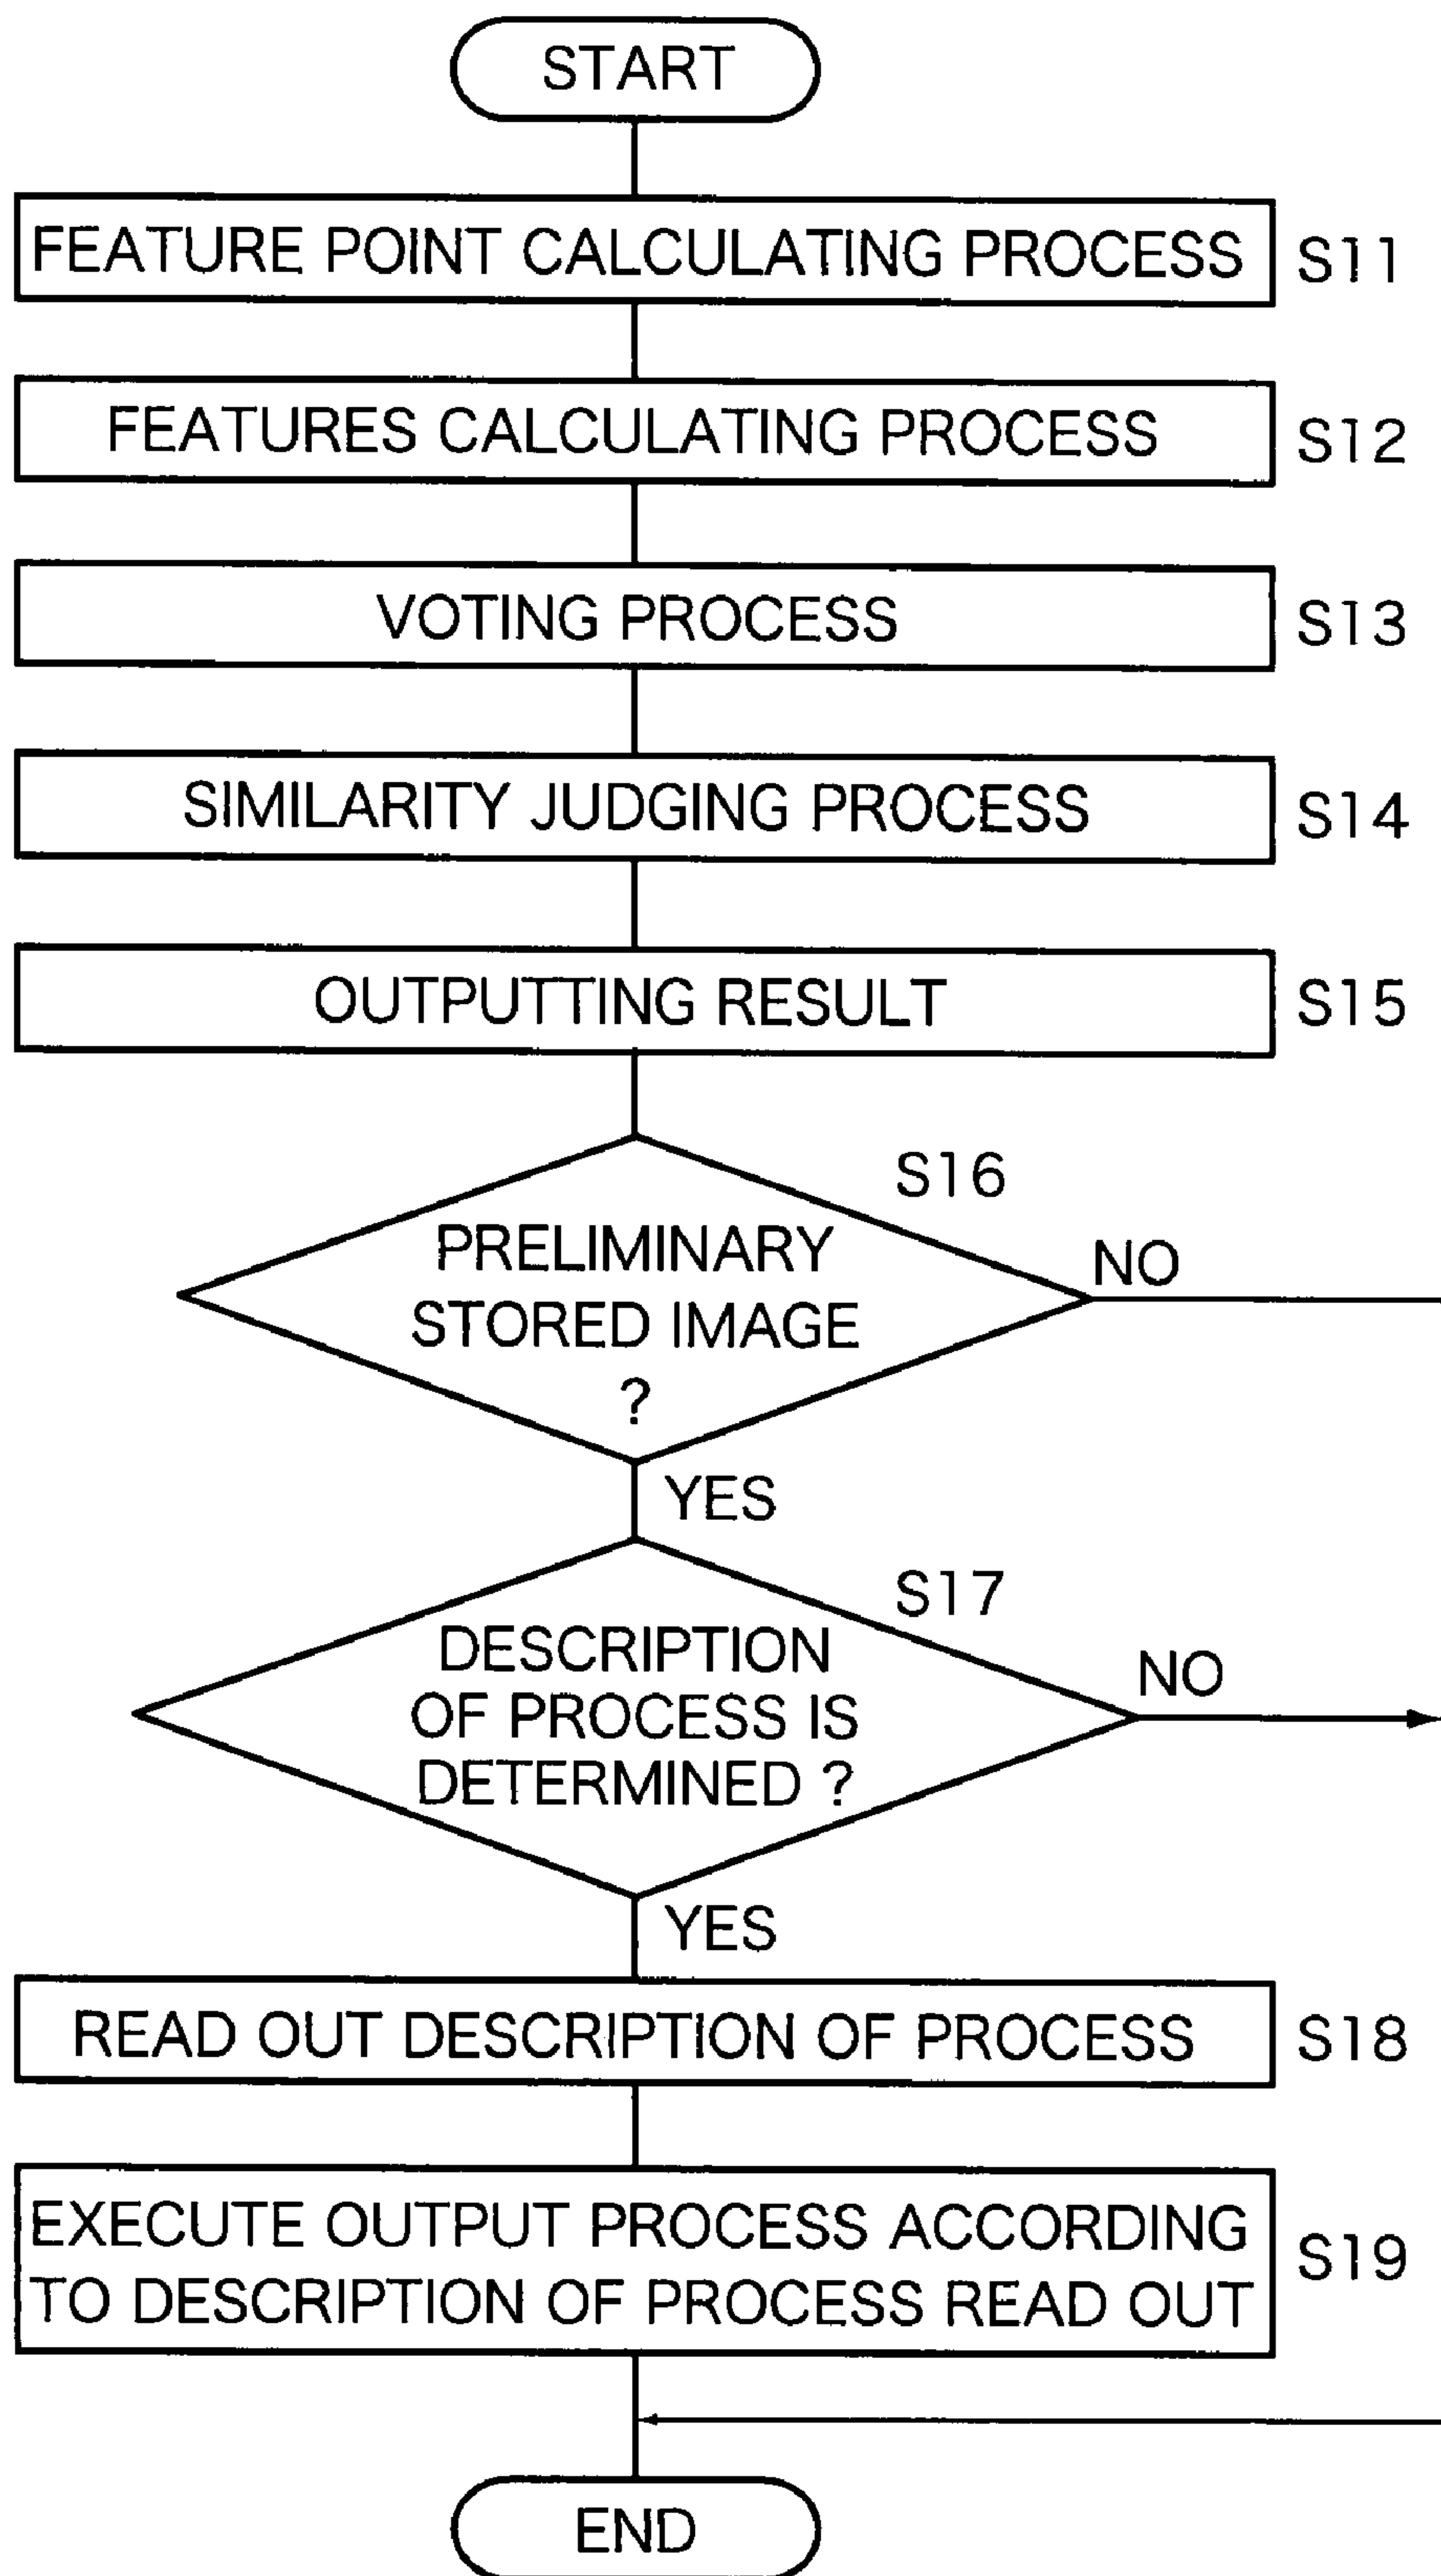 START
FEATURE POINT CALCULATING PROCESS S11
FEATURES CALCULATING PROCESS S12
VOTING PROCESS S13
SIMILARITY JUDGING PROCESS S14
OUTPUTTING RESULT S15
S16
PRELIMINARY
NO
STORED IMAGE
?
YES
S17
DESCRIPTION
NO
OF PROCESS IS
DETERMINED ?
YES
READ OUT DESCRIPTION OF PROCESS S18
EXECUTE OUTPUT PROCESS ACCORDING
S19
TO DESCRIPTION OF PROCESS READ OUT
END